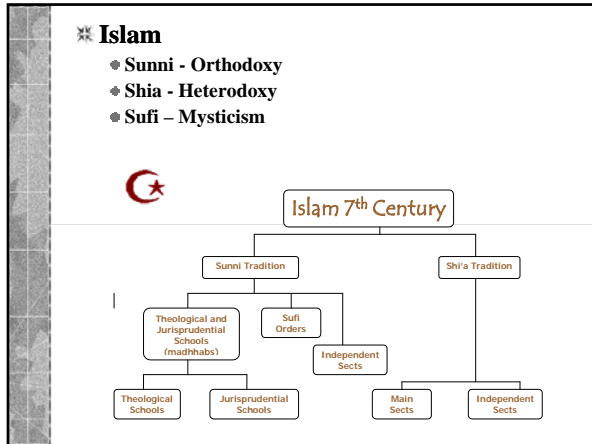 Islam
Sunni - Orthodoxy
Shia - Heterodoxy
Sufi – Mysticism
Islam 7th Century
Sunni Tradition
Shi'a Tradition
Theological and
Jurisprudential
Schools
(madhhabs)
Sufi
Orders
Independent
Sects
Theological
Schools
Jurisprudential
Schools
Main
Sects
Independent
Sects